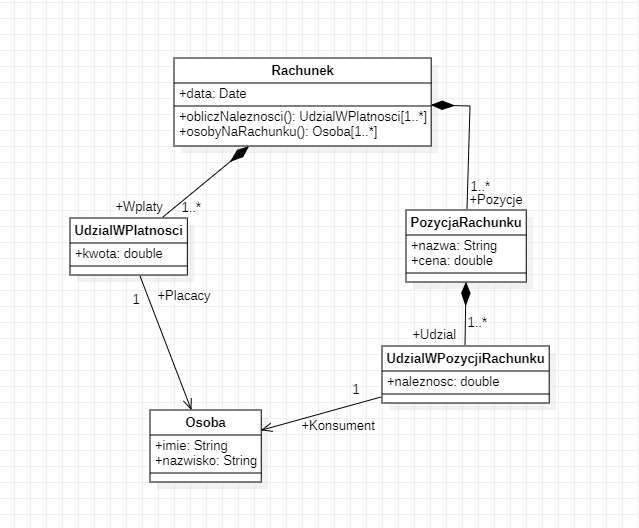 Rachunek
+data: Date
+obliczNaleznosci(): UdzialWPlatnosci[1..*]
+osobyNaRachunku(): Osoba[1..*]
+Wplaty
1..*
1..*
+Pozycje
UdzialWPlatnosci
+kwota: double
PozycjaRachunku
+nazwa: String
+cena: double
1
+Placacy
1..*
+Udzial
UdzialWPozycjiRachunku
+naleznosc: double
1
+Konsument
Osoba
+imie: String
+nazwisko: String